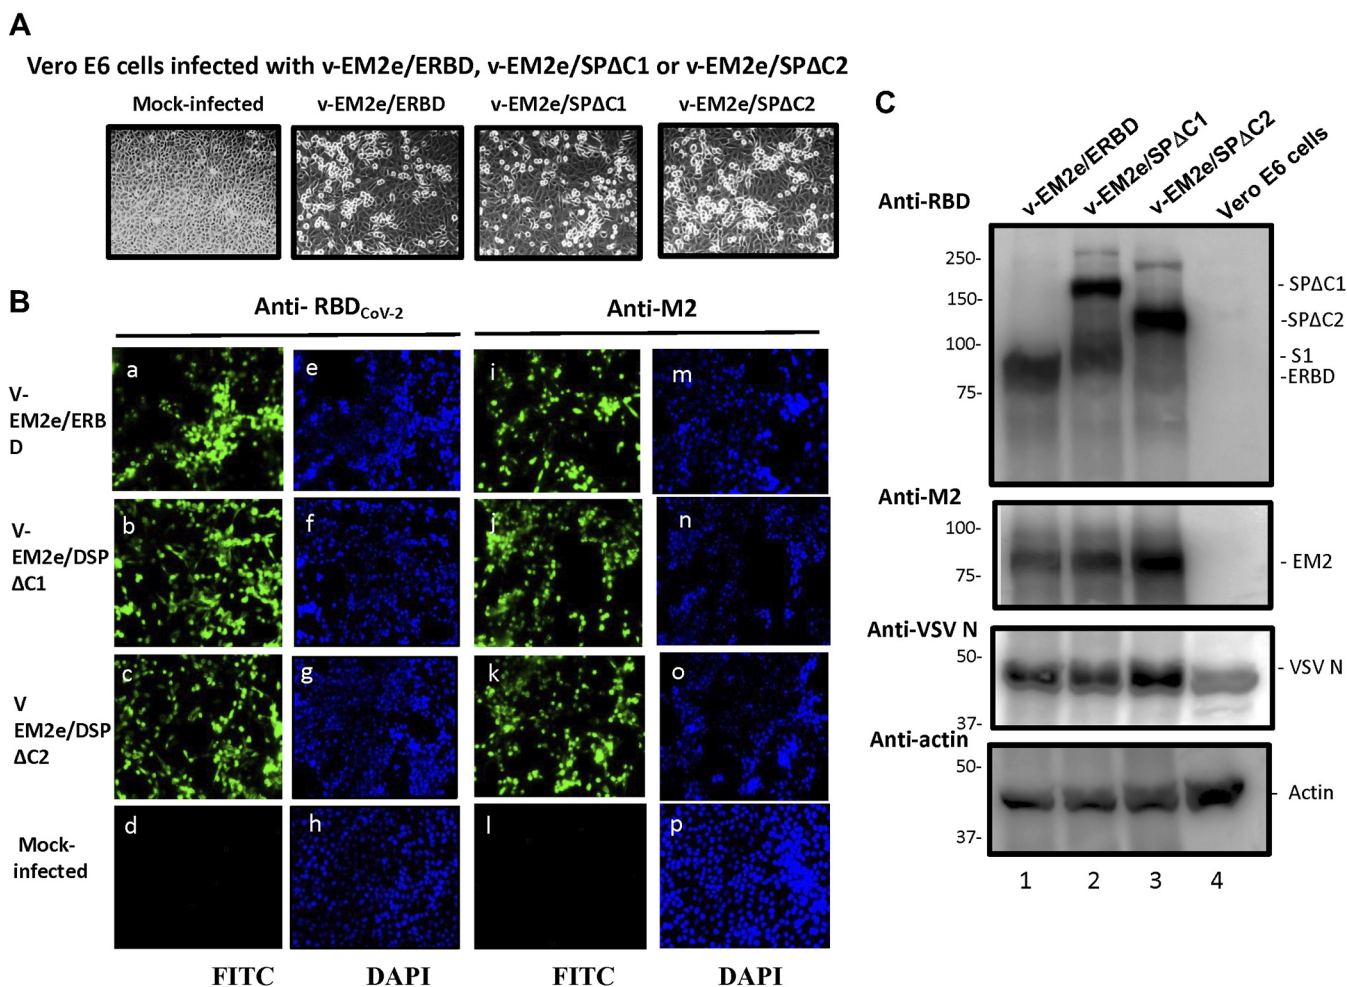 A
Vero E6 cells infected with v-EM2e/ERBD, v-EM2e/SPΔC1 or v-EM2e/SPΔC2
Mock-infected
v-EM2e/ERBD
v-EM2e/SPΔC1
v-EM2e/SPΔC2
B
Anti- RBDCoV-2
Anti-M2
V-
EM2e/ERB
D
a
e
i
m
V-
EM2e/DSP
ΔC1
b
f
j
n
V
EM2e/DSP
ΔC2
c
g
k
o
Mock-
infected
d
h
l
p
FITC
DAPI
FITC
DAPI
C
v-EM2e/ERBD
v-EM2e/SPΔC1
v-EM2e/SPΔC2
Vero E6 cells
Anti-RBD
250-
150-
100-
75-
- SPΔC1
-SPΔC2
- S1
-ERBD
Anti-M2
100-
75-
- EM2
Anti-VSV N
50-
37-
- VSV N
Anti-actin
50-
37-
- Actin
1
2
3
4